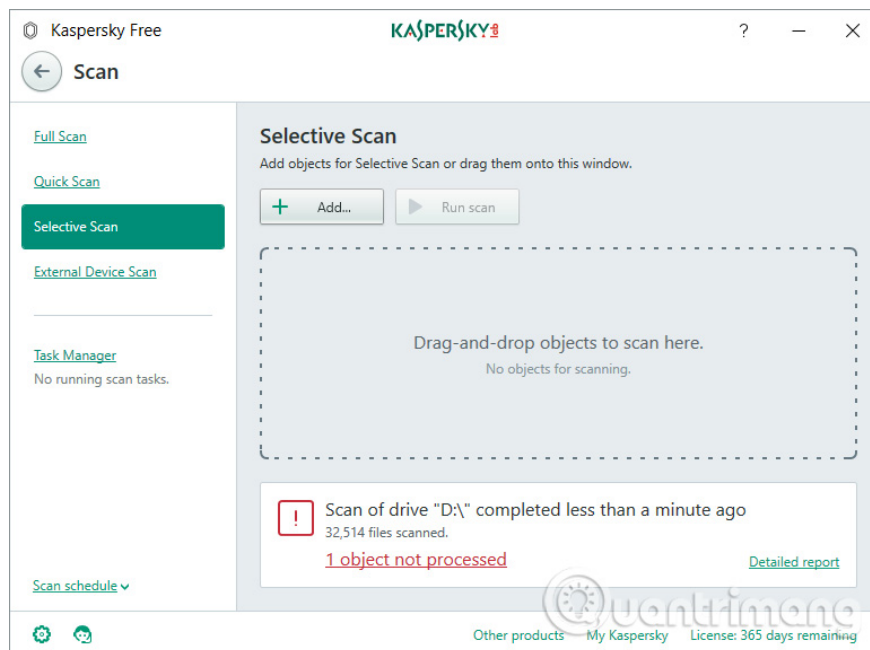 Kaspersky Free
KASPERSKY lab
?
Scan
Full Scan
Quick Scan
Selective Scan
External Device Scan
Task Manager
No running scan tasks.
Scan schedule
Selective Scan
Add objects for Selective Scan or drag them onto this window.
+ Add...
Run scan
Drag-and-drop objects to scan here.
No objects for scanning.
!
Scan of drive "D:\" completed less than a minute ago
32,514 files scanned.
1 object not processed
Detailed report
Quantrimang
Other products
My Kaspersky
License: 365 days remaining